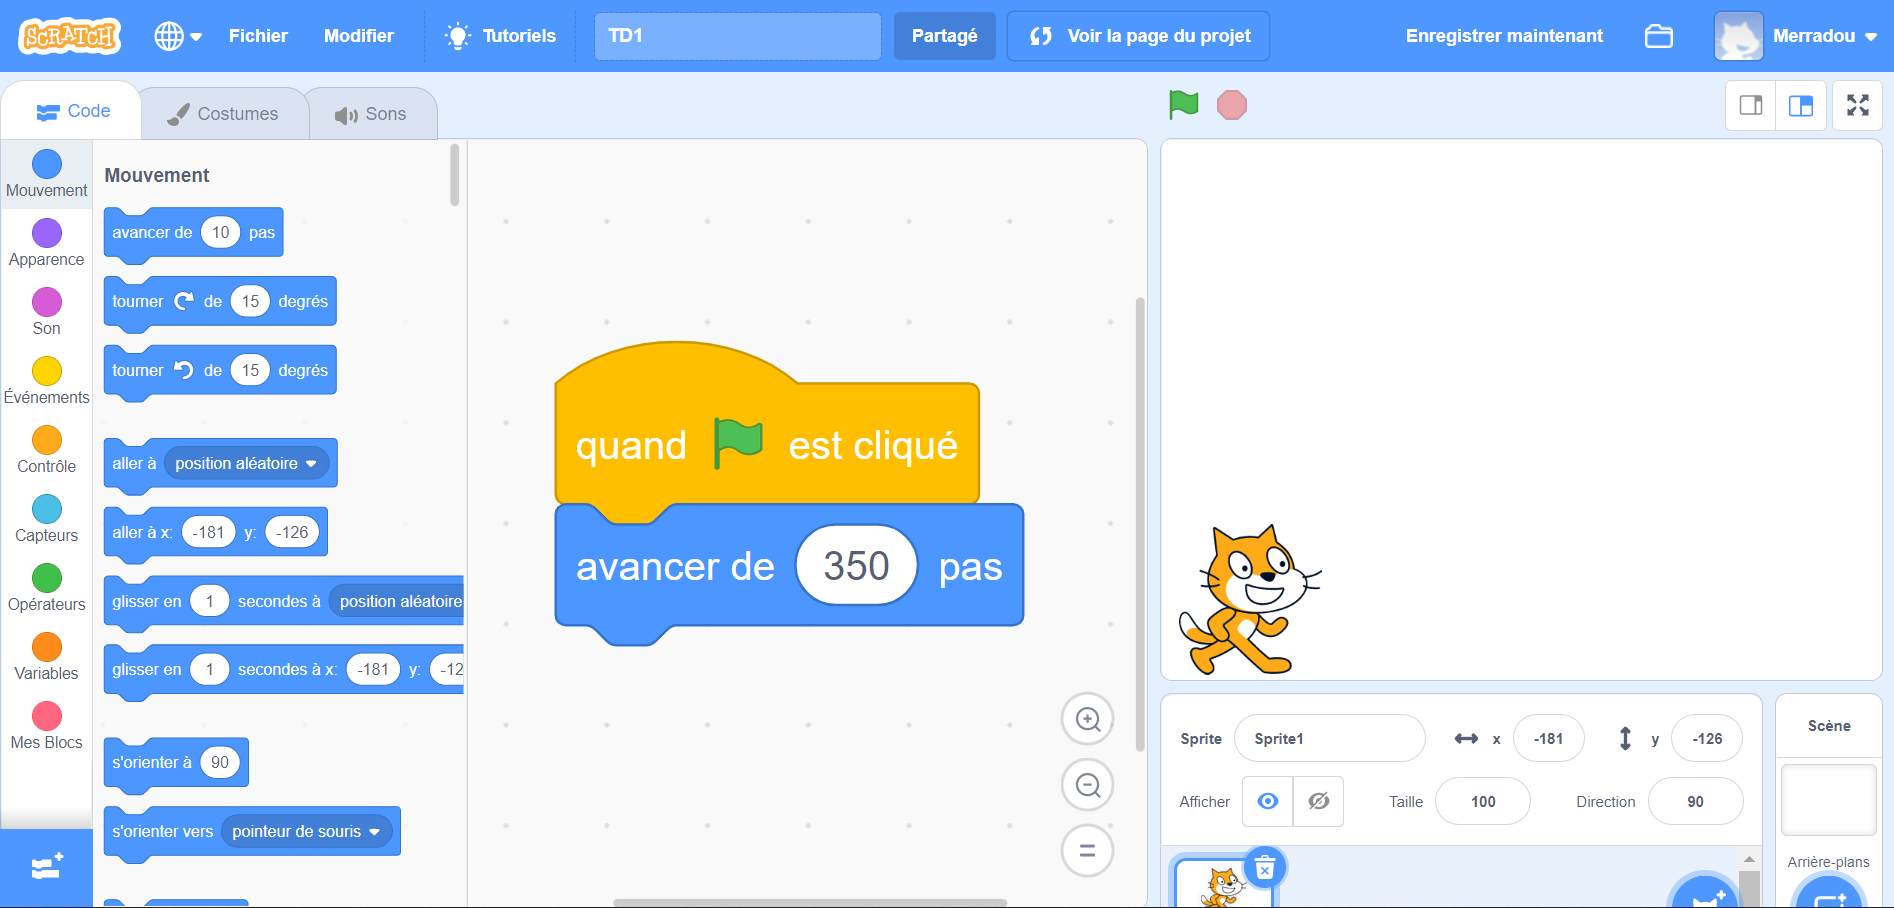 SCRATCH Fichier Modifier Tutoriels TD1 Partagé Voir la page du projet Enregistrer maintenant Merradou
Code Costumes Sons
Mouvement
Apparence
Son
Événements
Contrôle
Capteurs
Opérateurs
Variables
Mes Blocs
Mouvement
avancer de 10 pas
tourner de 15 degrés
tourner de 15 degrés
aller à position aléatoire
aller à x: -181 y: -126
glisser en 1 secondes à position aléatoire
glisser en 1 secondes à x: -181 y: -12
s'orienter à 90
s'orienter vers pointeur de souris
quand est cliqué
avancer de 350 pas
Sprite Sprite1 x -181 y -126
Afficher Taille 100 Direction 90
Scène
Arrière-plans